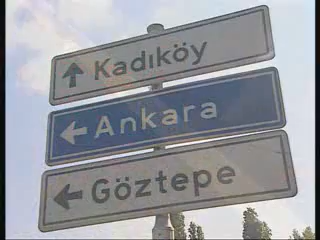 ↑ Kadıköy
← Ankara
← Göztepe